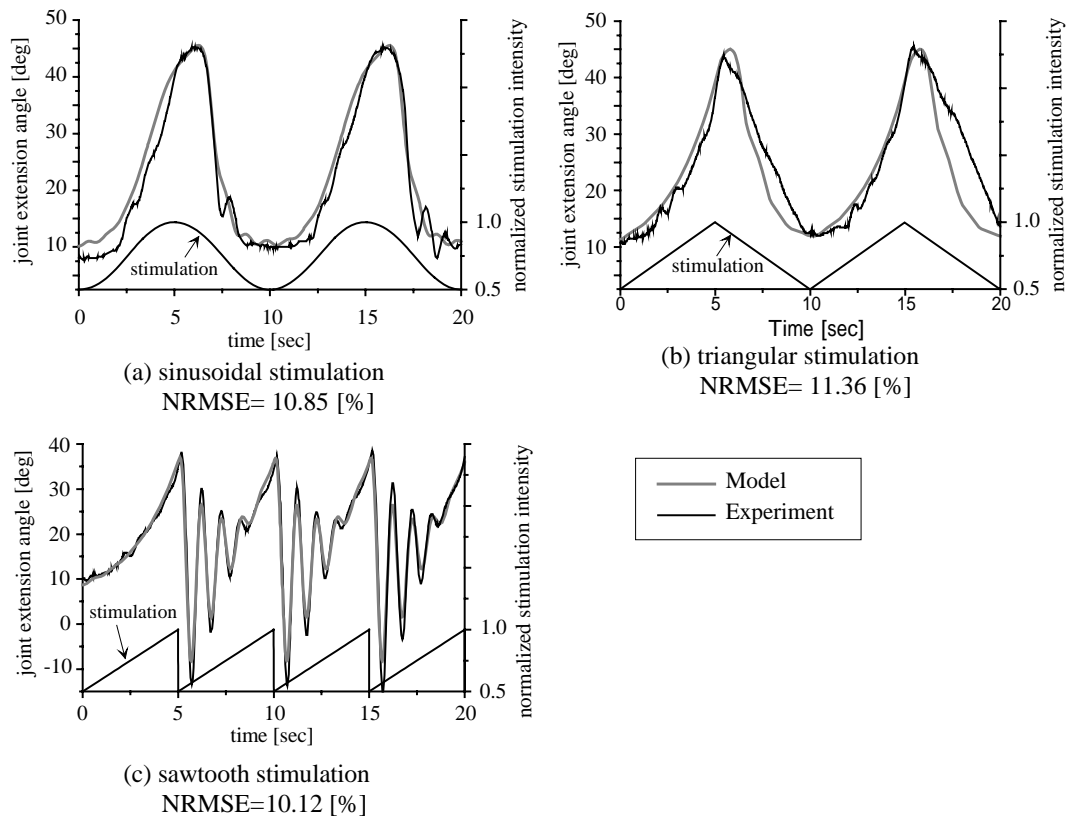 joint extension angle [deg]
50
40
30
20
10
normalized stimulation intensity
1.0
0.5
stimulation
0 5 10 15 20
time [sec]
(a) sinusoidal stimulation
NRMSE= 10.85 [%]
joint extension angle [deg]
50
40
30
20
10
normalized stimulation intensity
1.0
0.5
stimulation
0 5 10 15 20
Time [sec]
(b) triangular stimulation
NRMSE= 11.36 [%]
joint extension angle [deg]
40
30
20
10
0
-10
normalized stimulation intensity
1.0
0.5
stimulation
0 5 10 15 20
time [sec]
(c) sawtooth stimulation
NRMSE=10.12 [%]
Model
Experiment